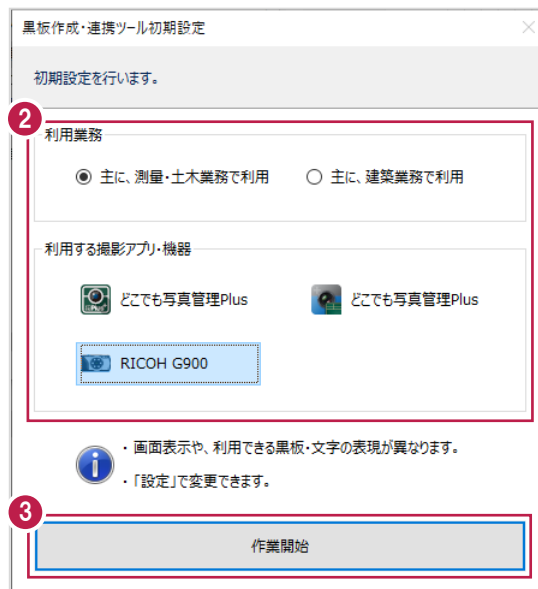 黒板作成・連携ツール初期設定
初期設定を行います。
2
利用業務
主に、測量・土木業務で利用 主に、建築業務で利用
利用する撮影アプリ・機器
どこでも写真管理Plus どこでも写真管理Plus
RICOH G900
・画面表示や、利用できる黒板・文字の表現が異なります。
・「設定」で変更できます。
3
作業開始